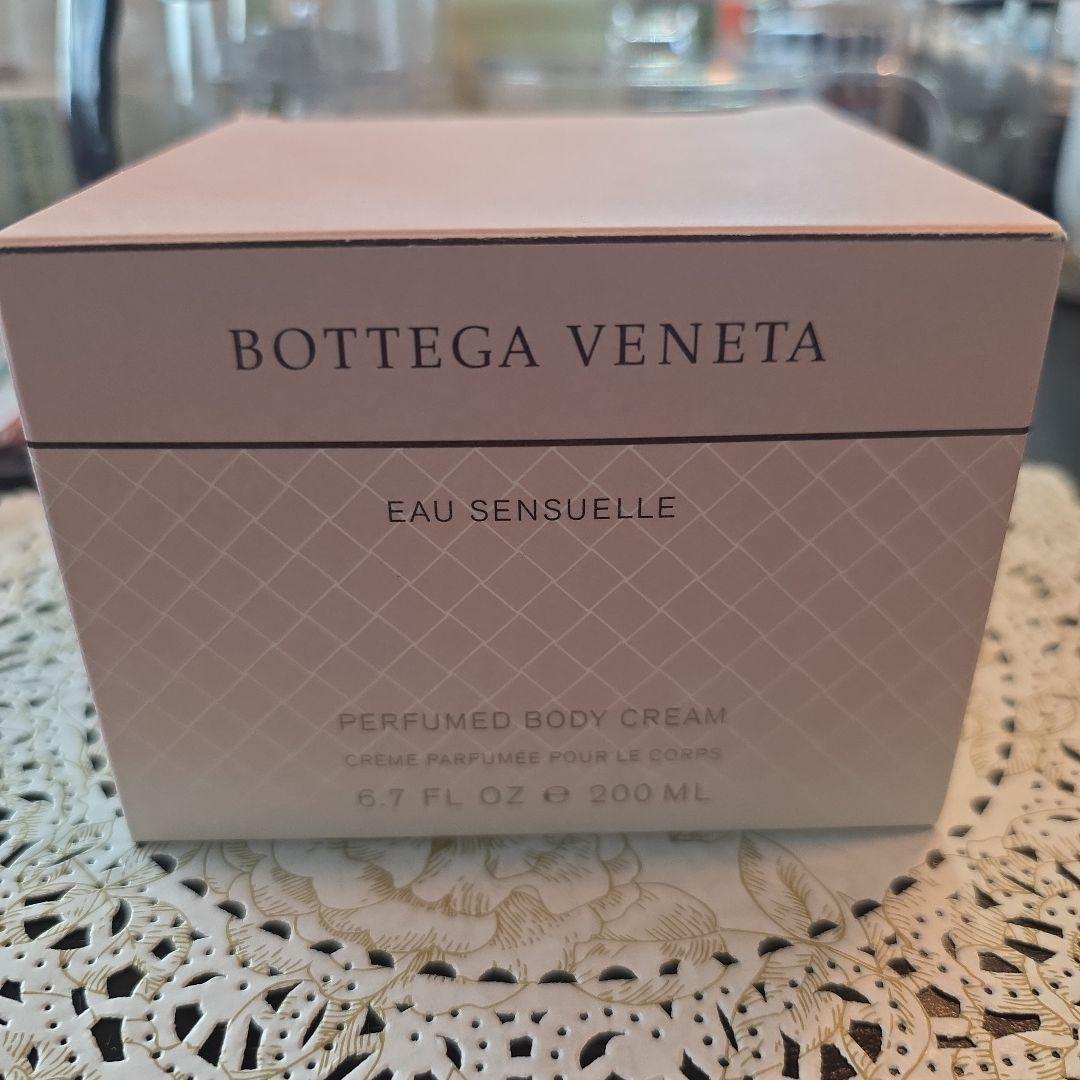 BOTTEGA VENETA
EAU SENSUELLE
PERFUMED BODY CREAM
CRÈME PARFUMÉE POUR LE CORPS
6.7 FL OZ ℮ 200 ML